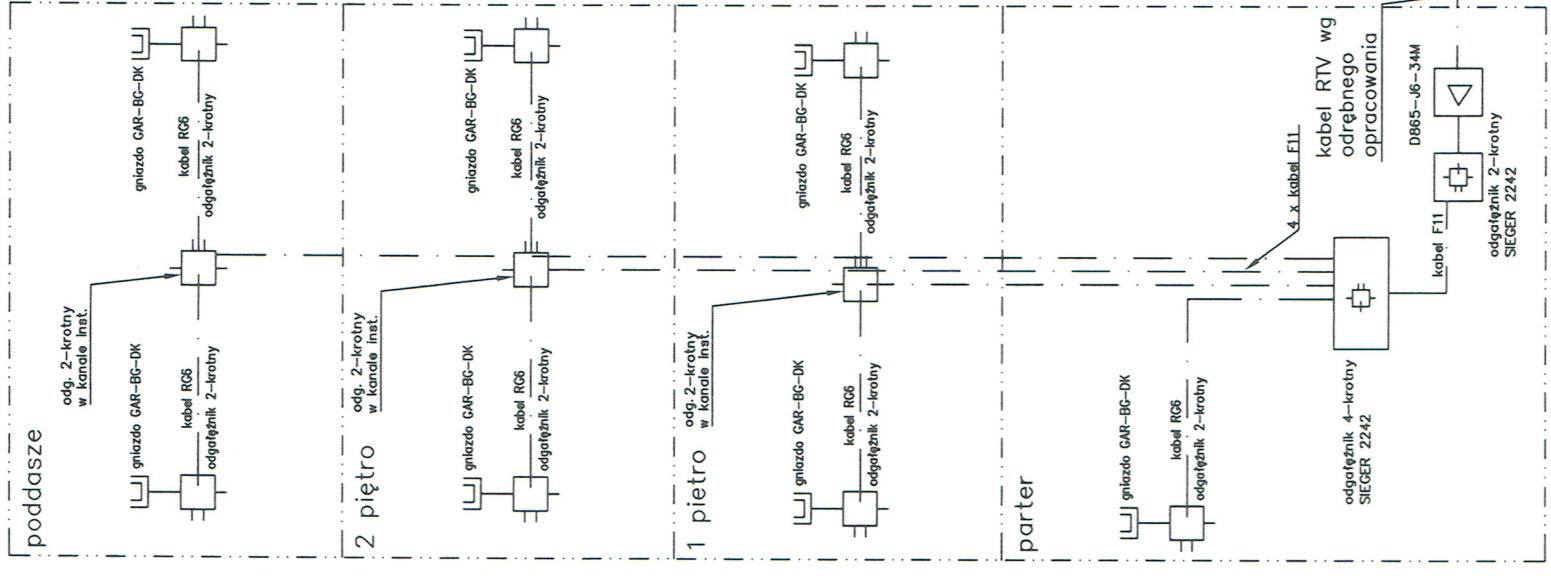 poddasze
odg. 2-krotny
w kanale inst.
gniazdo GAR-BG-DK
kabel RG6
odgałęźnik 2-krotny
gniazdo GAR-BG-DK
kabel RG6
odgałęźnik 2-krotny
2 piętro
odg. 2-krotny
w kanale inst.
gniazdo GAR-BG-DK
kabel RG6
odgałęźnik 2-krotny
gniazdo GAR-BG-DK
kabel RG6
odgałęźnik 2-krotny
1 pietro
odg. 2-krotny
w kanale inst.
gniazdo GAR-BG-DK
kabel RG6
odgałęźnik 2-krotny
gniazdo GAR-BG-DK
kabel RG6
odgałęźnik 2-krotny
parter
gniazdo GAR-BG-DK
kabel RG6
odgałęźnik 2-krotny
odgałęźnik 4-krotny
SIEGER 2242
4 x kabel F11
kabel F11
kabel RTV wg
odrębnego
opracowania
D865-J6-34M
odgałęźnik 2-krotny
SIEGER 2242